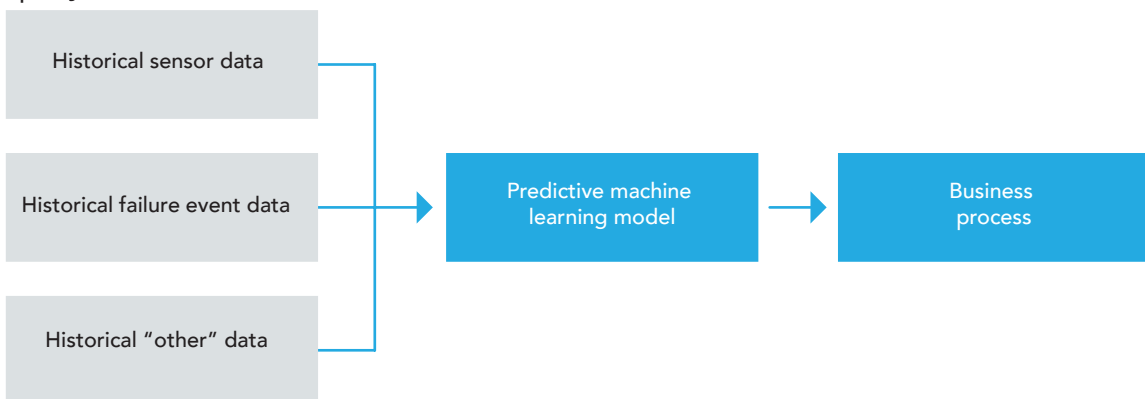 Historical sensor data
Historical failure event data
Predictive machine
learning model
Business
process
Historical “other” data